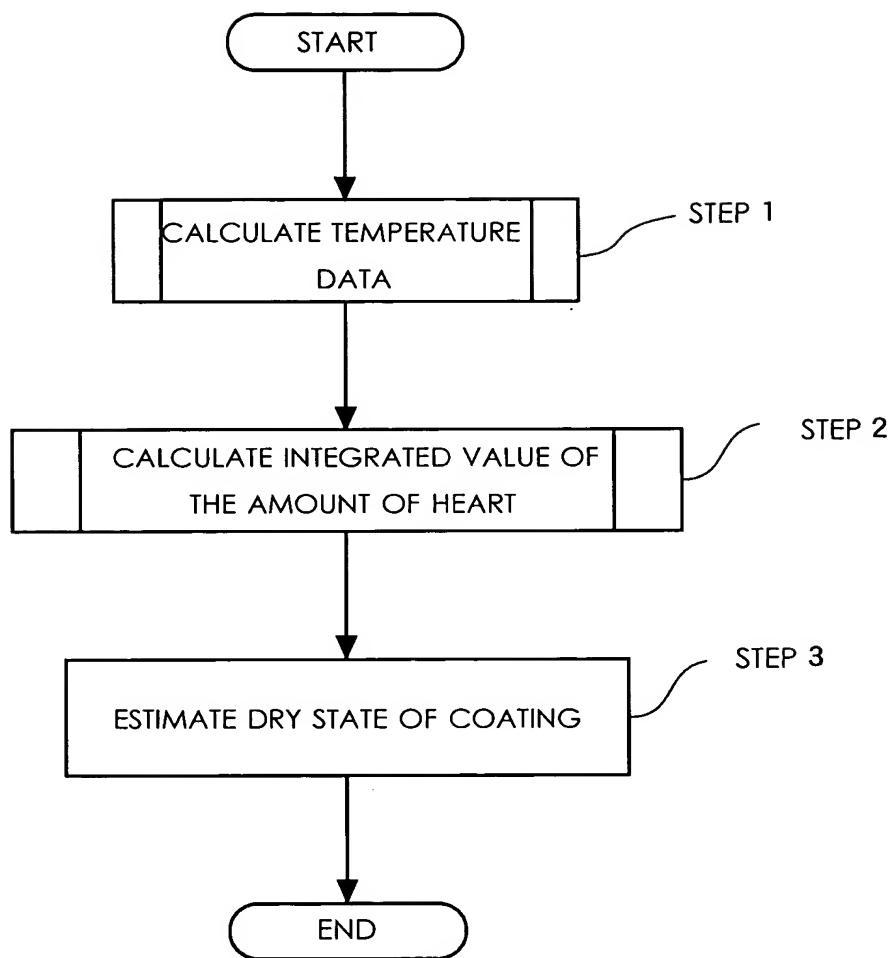 START
CALCULATE TEMPERATURE
DATA
STEP 1
CALCULATE INTEGRATED VALUE OF
THE AMOUNT OF HEART
STEP 2
ESTIMATE DRY STATE OF COATING
STEP 3
END